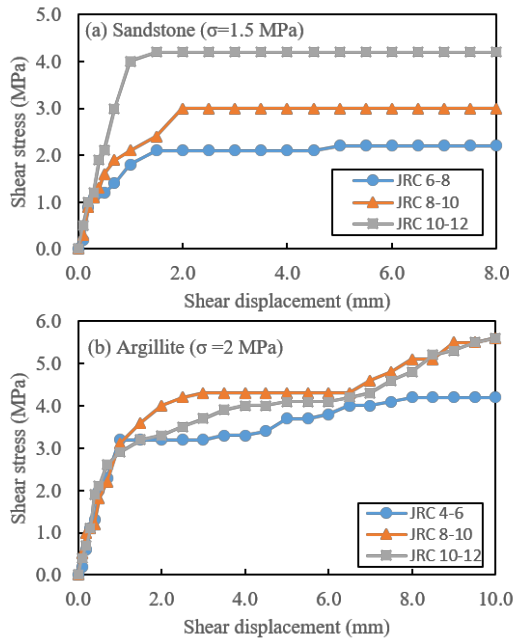 (a) Sandstone (σ=1.5 MPa)
Shear stress (MPa)
5.0
4.0
3.0
2.0
1.0
0.0
JRC 6-8
JRC 8-10
JRC 10-12
0.0 2.0 4.0 6.0 8.0
Shear displacement (mm)
(b) Argillite (σ =2 MPa)
Shear stress (MPa)
6.0
5.0
4.0
3.0
2.0
1.0
0.0
JRC 4-6
JRC 8-10
JRC 10-12
0.0 2.0 4.0 6.0 8.0 10.0
Shear displacement (mm)